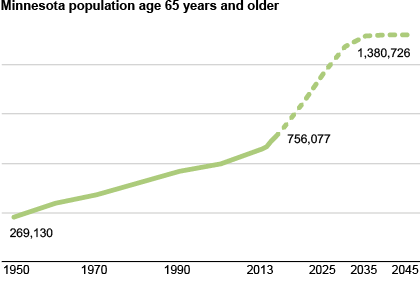 Minnesota population age 65 years and older
1,380,726
756,077
269,130
1950 1970 1990 2013 2025 2035 2045